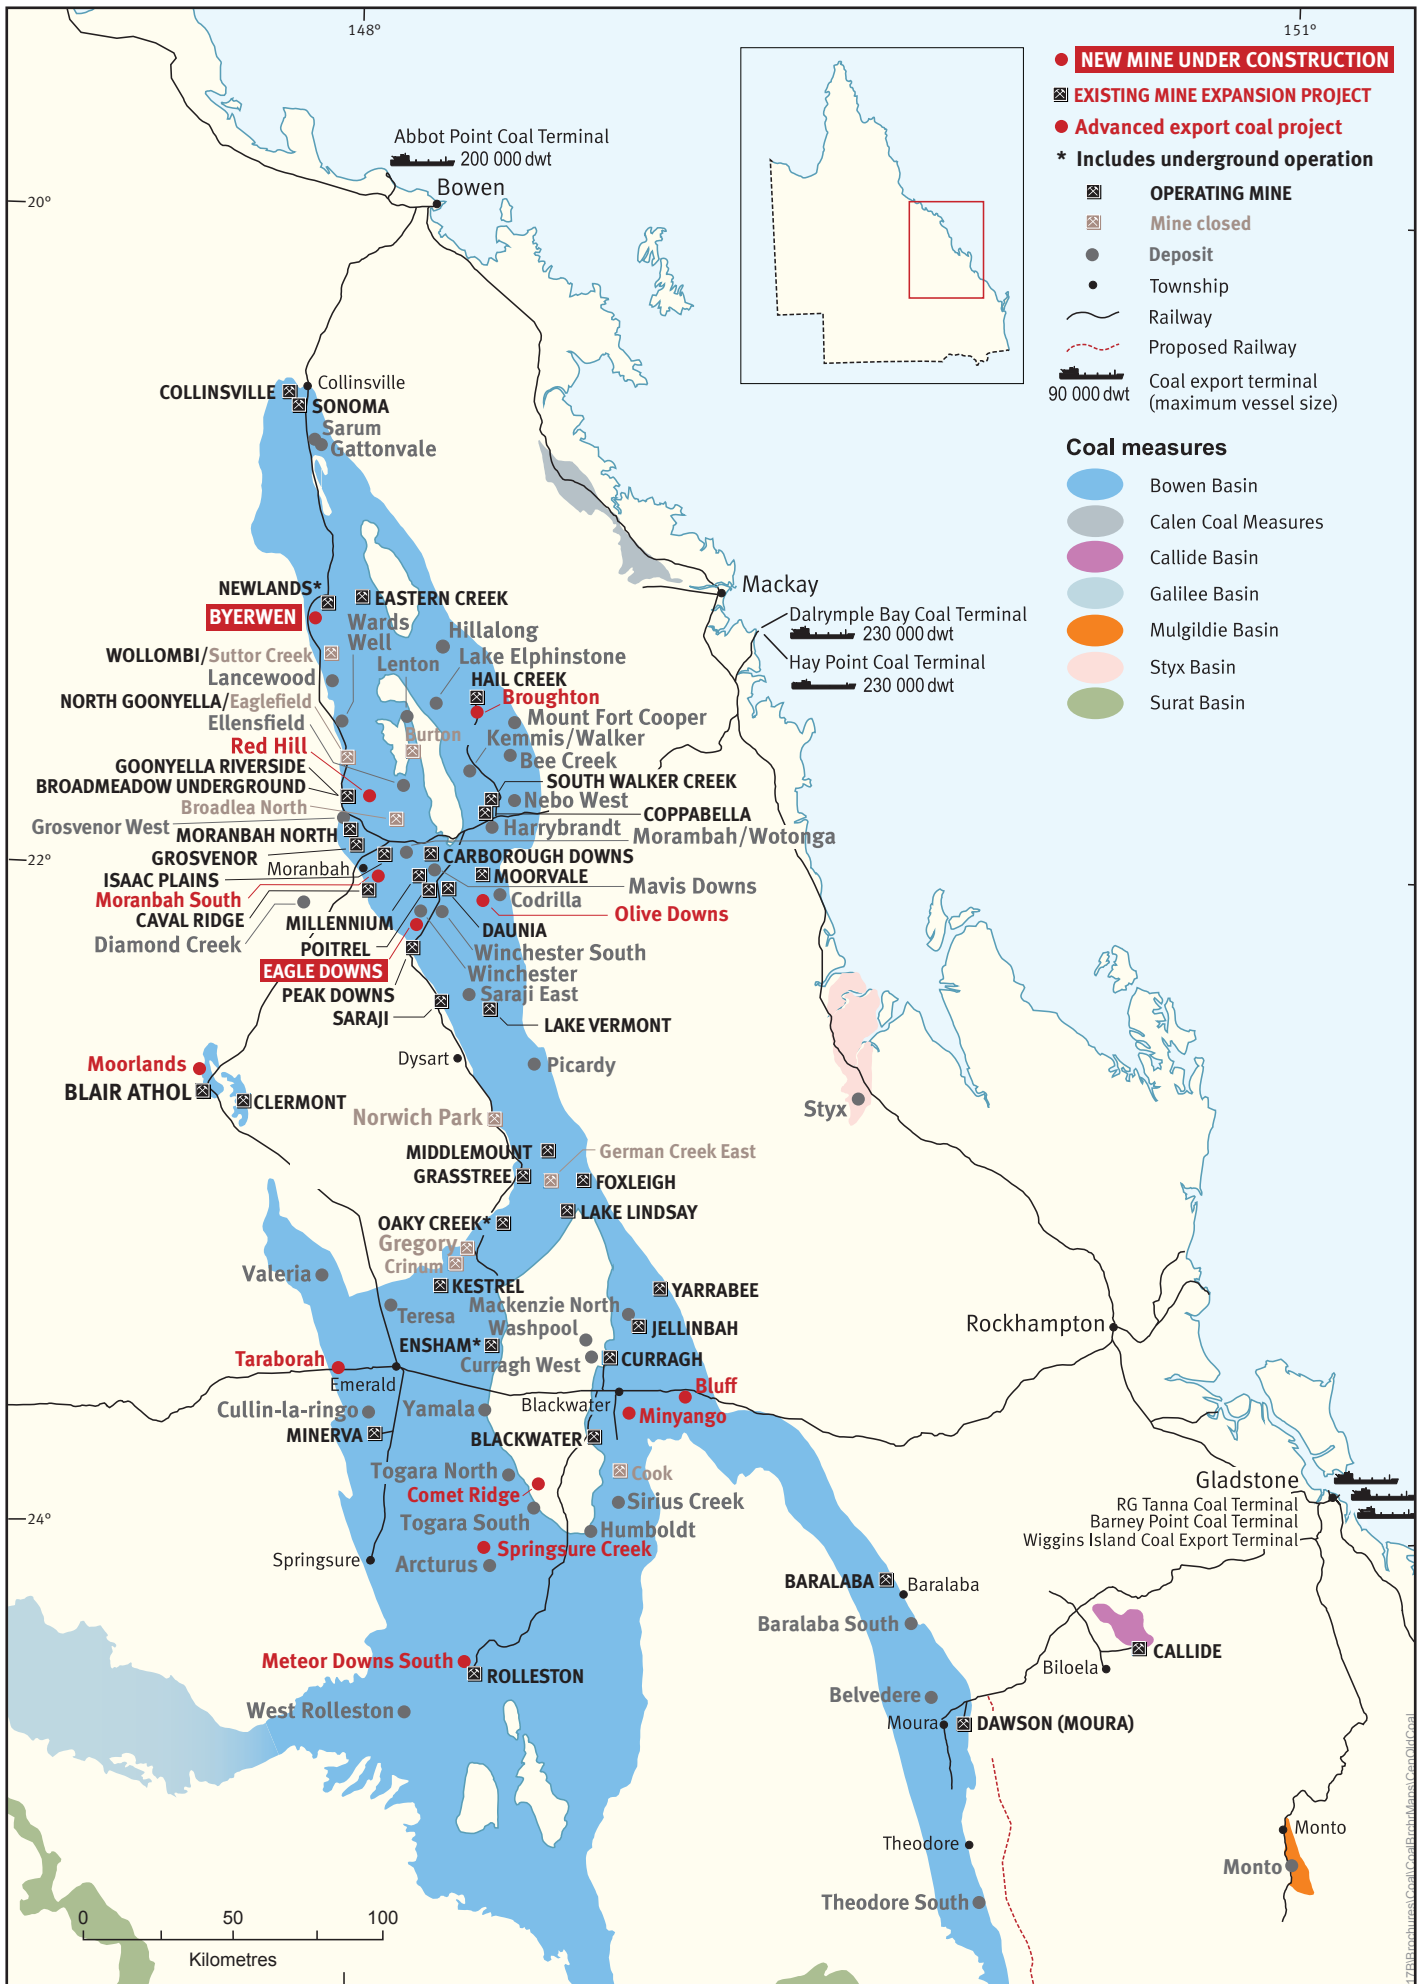 148°
151°
NEW MINE UNDER CONSTRUCTION
EXISTING MINE EXPANSION PROJECT
Advanced export coal project
* Includes underground operation
OPERATING MINE
Mine closed
Deposit
Township
Railway
Proposed Railway
90 000 dwt
Coal export terminal
(maximum vessel size)
Coal measures
Bowen Basin
Calen Coal Measures
Callide Basin
Galilee Basin
Mulgildie Basin
Styx Basin
Surat Basin
Abbot Point Coal Terminal
200 000 dwt
Bowen
20°
COLLINSVILLE
Collinsville
SONOMA
Sarum
Gattonvale
Mackay
Dalrymple Bay Coal Terminal
230 000 dwt
Hay Point Coal Terminal
230 000 dwt
NEWLANDS*
EASTERN CREEK
BYERWEN
Wards
Well
Hillalong
WOLLOMBI/Suttor Creek
Lenton
Lake Elphinstone
Lancewood
HAIL CREEK
NORTH GOONYELLA/Eaglefield
Broughton
Ellensfield
Mount Fort Cooper
Burton
Kemmis/Walker
Red Hill
Bee Creek
GOONYELLA RIVERSIDE
SOUTH WALKER CREEK
BROADMEADOW UNDERGROUND
Nebo West
Broadlea North
COPPABELLA
Grosvenor West
Harrybrandt
MORANBAH NORTH
Morambah/Wotonga
GROSVENOR
CARBOROUGH DOWNS
22°
Moranbah
ISAAC PLAINS
MOORVALE
Mavis Downs
Moranbah South
Codrilla
CAVAL RIDGE
Olive Downs
MILLENNIUM
DAUNIA
Diamond Creek
POITREL
Winchester South
EAGLE DOWNS
Winchester
PEAK DOWNS
Saraji East
SARAJI
LAKE VERMONT
Dysart
Picardy
Moorlands
BLAIR ATHOL
CLERMONT
Styx
Norwich Park
MIDDLEMOUNT
German Creek East
GRASSTREE
FOXLEIGH
LAKE LINDSAY
OAKY CREEK*
Gregory
Crinum
Valeria
KESTREL
YARRABEE
Teresa
Mackenzie North
Washpool
JELLINBAH
Rockhampton
ENSHAM*
Curragh West
CURRAGH
Taraborah
Emerald
Bluff
Blackwater
Minyango
Cullin-la-ringo
Yamala
MINERVA
BLACKWATER
Togara North
Cook
Comet Ridge
Sirius Creek
Togara South
Humboldt
Gladstone
RG Tanna Coal Terminal
Barney Point Coal Terminal
Wiggins Island Coal Export Terminal
24°
Springsure
Springsure Creek
Arcturus
BARALABA
Baralaba
Baralaba South
CALLIDE
Biloela
Meteor Downs South
ROLLESTON
Belvedere
West Rolleston
Moura
DAWSON (MOURA)
Theodore
Monto
Monto
Theodore South
0 50 100
Kilometres
17B\Brochures\Coal\CoalBrchrMaps\CenQldCoal